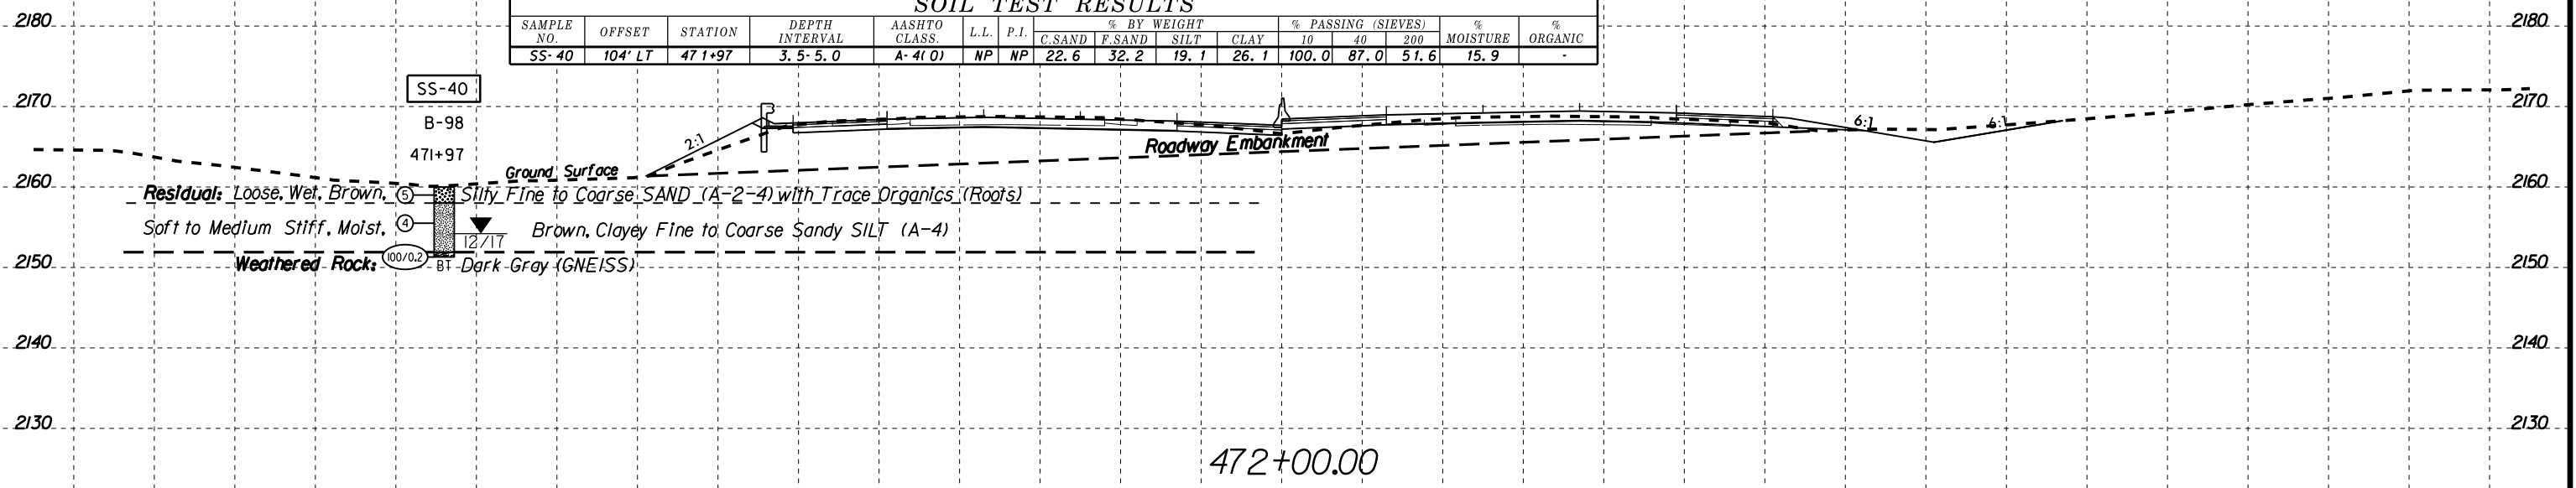 SOIL TEST RESULTS
SAMPLE NO. OFFSET STATION DEPTH INTERVAL AASHTO CLASS. L.L. P.I. % BY WEIGHT % PASSING (SIEVES) % MOISTURE % ORGANIC
C.SAND F.SAND SILT CLAY 10 40 200
SS-40 104' LT 471+97 3.5-5.0 A-4(0) NP NP 22.6 32.2 19.1 26.1 100.0 87.0 51.6 15.9 -
2180 2180
SS-40
2170 2170
B-98
471+97
2:1 Roadway Embankment 6:1 6:1
Ground Surface
2160 2160
Residual: Loose, Wet, Brown, 5 Silty Fine to Coarse SAND (A-2-4) with Trace Organics (Roots)
Soft to Medium Stiff, Moist, 4 Brown, Clayey Fine to Coarse Sandy SILT (A-4)
12/17
2150 2150
Weathered Rock: 100/0.2 BT Dark Gray (GNEISS)
2140 2140
2130 2130
472+00.00